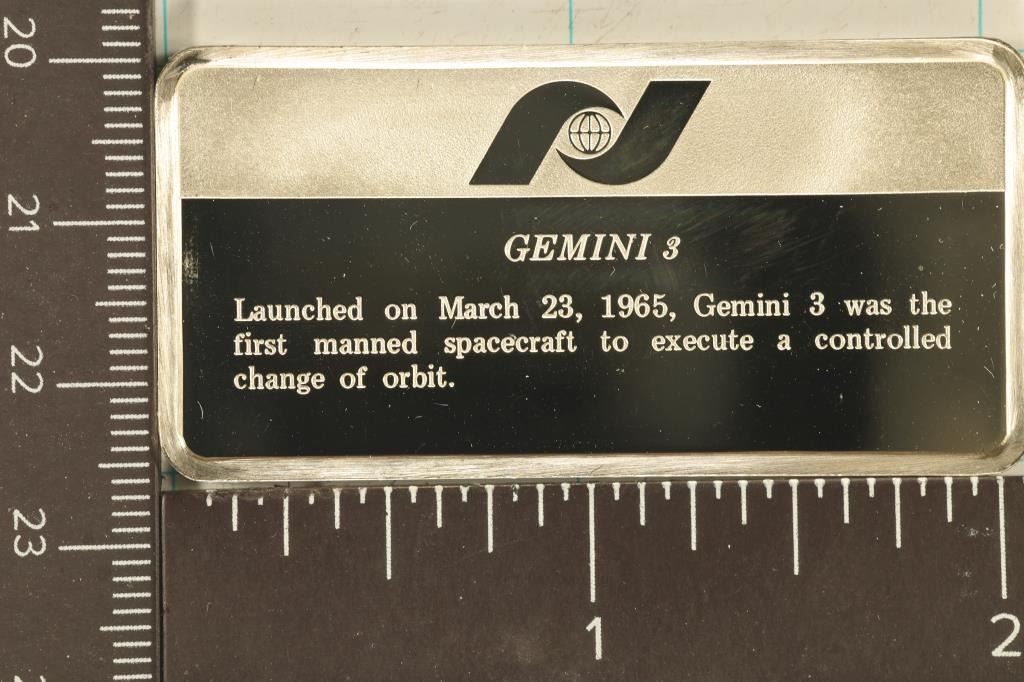 GEMINI 3
Launched on March 23, 1965, Gemini 3 was the
first manned spacecraft to execute a controlled
change of orbit.
20
21
22
23
1
2